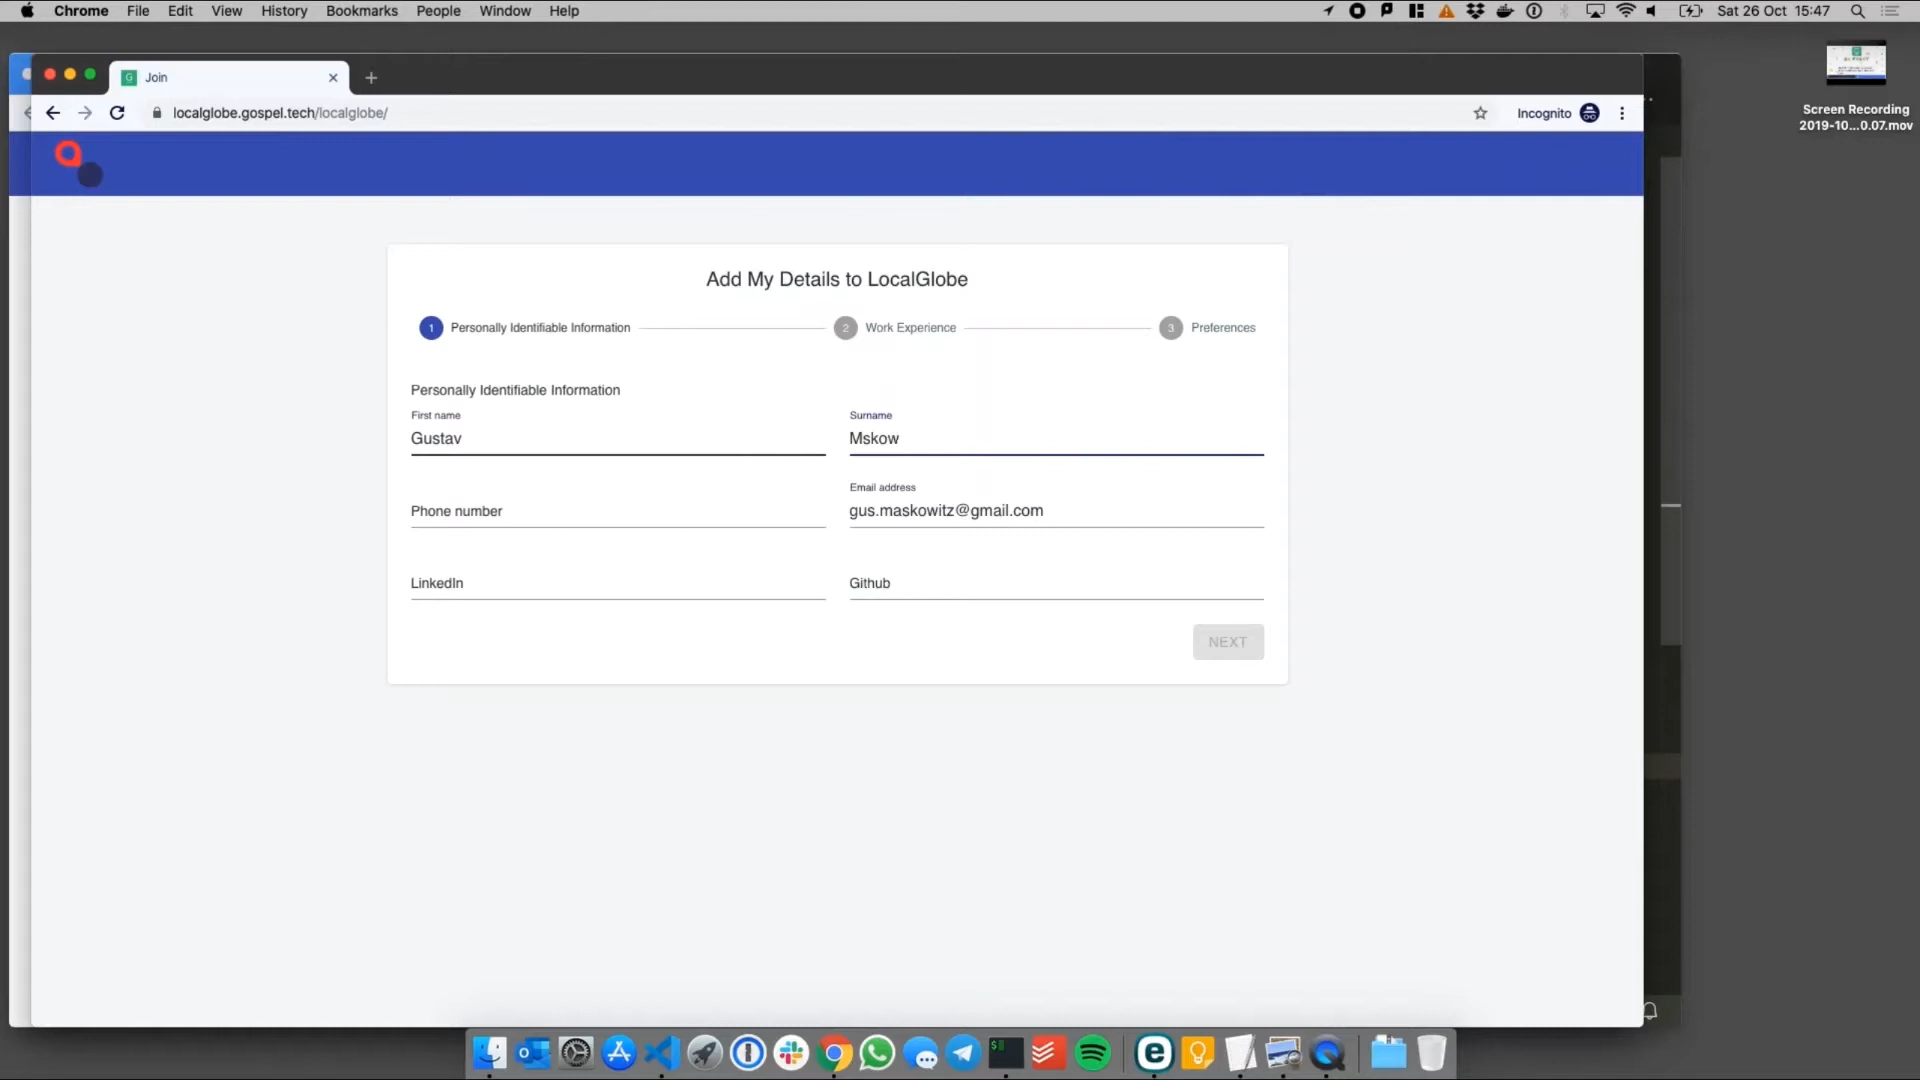 Chrome File Edit View History Bookmarks People Window Help Sat 26 Oct 15:47
G Join
localglobe.gospel.tech/localglobe/ Incognito
Screen Recording
2019-10...0.07.mov
Add My Details to LocalGlobe
1 Personally Identifiable Information 2 Work Experience 3 Preferences
Personally Identifiable Information
First name Surname
Gustav Mskow
Email address
Phone number gus.maskowitz@gmail.com
LinkedIn Github
NEXT